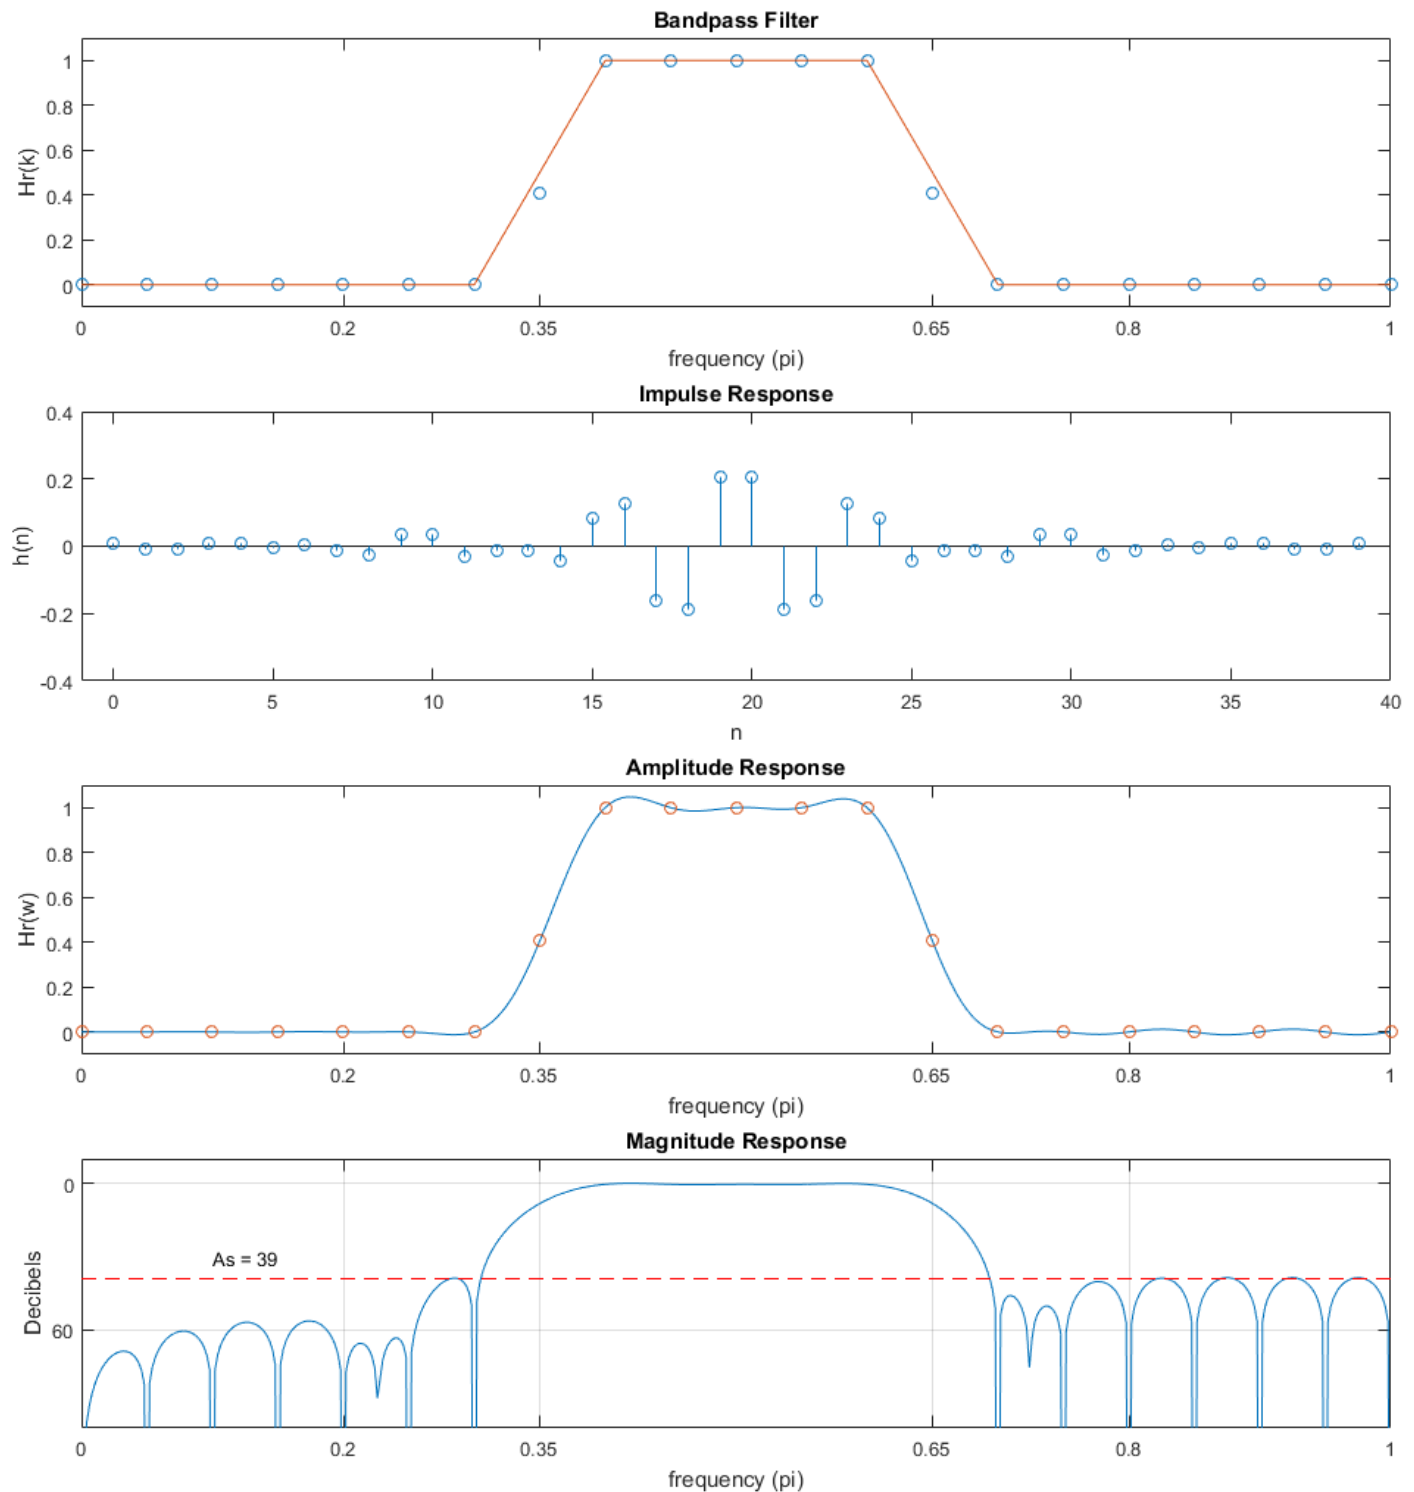 Bandpass Filter
1
0.8
0.6
0.4
0.2
0
Hr(k)
0 0.2 0.35 0.65 0.8 1
frequency (pi)
Impulse Response
0.4
0.2
0
-0.2
-0.4
h(n)
0 5 10 15 20 25 30 35 40
n
Amplitude Response
1
0.8
0.6
0.4
0.2
0
Hr(w)
0 0.2 0.35 0.65 0.8 1
frequency (pi)
Magnitude Response
0
As = 39
60
Decibels
0 0.2 0.35 0.65 0.8 1
frequency (pi)